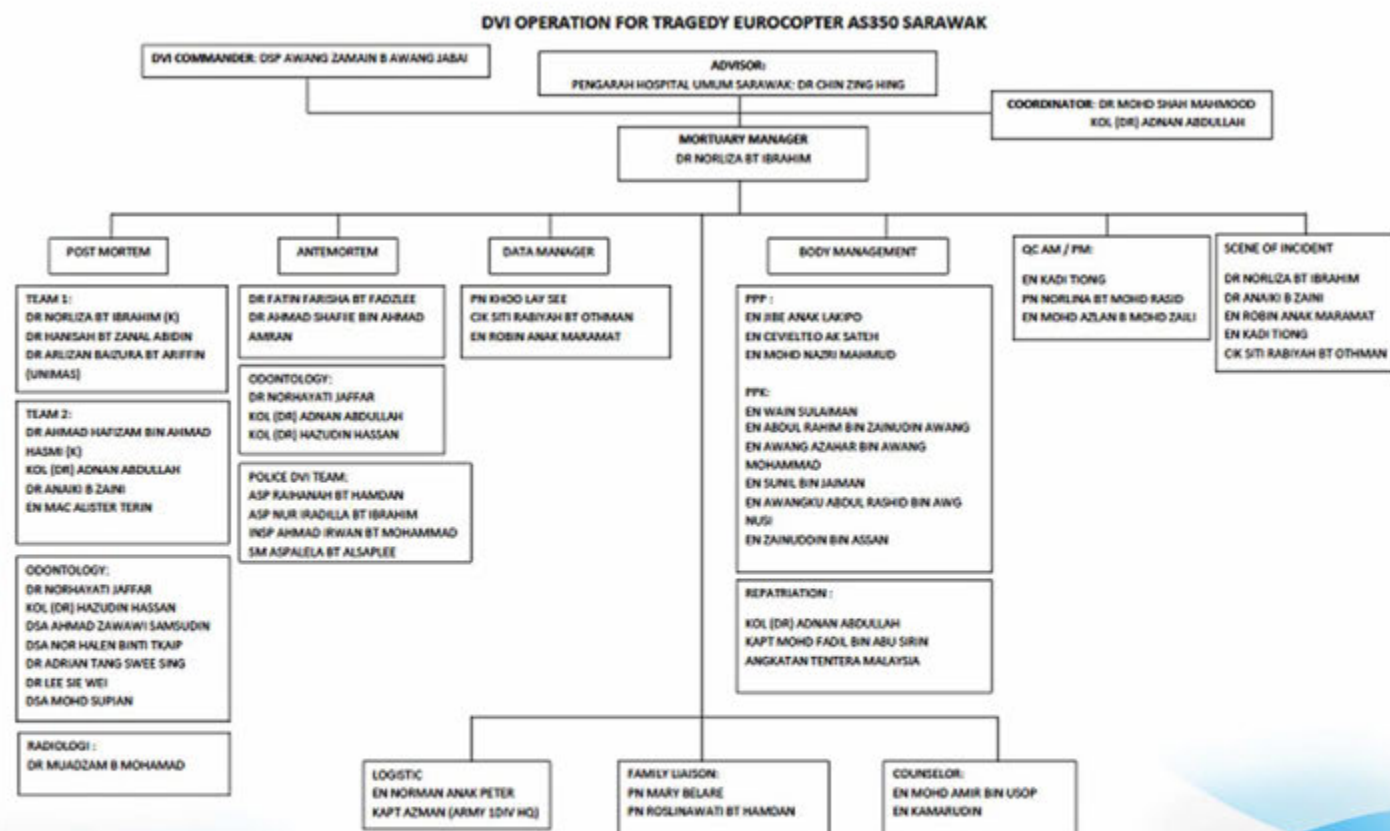 DVI OPERATION FOR TRAGEDY EUROCOPTER AS350 SARAWAK
DVI COMMANDER: DSP AWANG ZAMAIN B AWANG JABAI
ADVISOR:
PENGARAH HOSPITAL UMUM SARAWAK: DR CHIN ZING HING
COORDINATOR: DR MOHD SHAH MAHMOOD
KOL (DR) ADNAN ABDULLAH
MORTUARY MANAGER
DR NORLIZA BT IBRAHIM
POST MORTEM
TEAM 1:
DR NORLIZA BT IBRAHIM (K)
DR HANISAH BT ZANAL ABIDIN
DR ARLIZAN BAIZURA BT ARIFFIN
(UNIMAS)
TEAM 2:
DR AHMAD HAFIZAM BIN AHMAD
HASMI (K)
KOL (DR) ADNAN ABDULLAH
DR ANAIKI B ZAINI
EN MAC ALISTER TERIN
ODONTOLOGY:
DR NORHAYATI JAFFAR
KOL (DR) HAZUDIN HASSAN
DSA AHMAD ZAWAWI SAMSUDIN
DSA NOR HALEN BINTI TKAIP
DR ADRIAN TANG SWEE SING
DR LEE SIE WEI
DSA MOHD SUPIAN
RADIOLOGI :
DR MUADZAM B MOHAMAD
ANTEMORTEM
DR FATIN FARISHA BT FADZLEE
DR AHMAD SHAFIIE BIN AHMAD
AMRAN
ODONTOLOGY:
DR NORHAYATI JAFFAR
KOL (DR) ADNAN ABDULLAH
KOL (DR) HAZUDIN HASSAN
POLICE DVI TEAM:
ASP RAIHANAH BT HAMDAN
ASP NUR IRADILLA BT IBRAHIM
INSP AHMAD IRWAN BT MOHAMMAD
SM ASPALELA BT ALSAPLEE
DATA MANAGER
PN KHOO LAY SEE
CIK SITI RABIYAH BT OTHMAN
EN ROBIN ANAK MARAMAT
BODY MANAGEMENT
PPP :
EN JIBE ANAK LAKIPO
EN CEVIELTEO AK SATEH
EN MOHD NAZRI MAHMUD
PPK:
EN WAIN SULAIMAN
EN ABDUL RAHIM BIN ZAINUDIN AWANG
EN AWANG AZAHAR BIN AWANG
MOHAMMAD
EN SUNIL BIN JAIMAN
EN AWANGKU ABDUL RASHID BIN AWG
NUSI
EN ZAINUDDIN BIN ASSAN
REPATRIATION :
KOL (DR) ADNAN ABDULLAH
KAPT MOHD FADIL BIN ABU SIRIN
ANGKATAN TENTERA MALAYSIA
QC AM / PM:
EN KADI TIONG
PN NORLINA BT MOHD RASID
EN MOHD AZLAN B MOHD ZAILI
SCENE OF INCIDENT
DR NORLIZA BT IBRAHIM
DR ANAIKI B ZAINI
EN ROBIN ANAK MARAMAT
EN KADI TIONG
CIK SITI RABIYAH BT OTHMAN
LOGISTIC
EN NORMAN ANAK PETER
KAPT AZMAN (ARMY 1DIV HQ)
FAMILY LIAISON:
PN MARY BELARE
PN ROSLINAWATI BT HAMDAN
COUNSELOR:
EN MOHD AMIR BIN USOP
EN KAMARUDIN